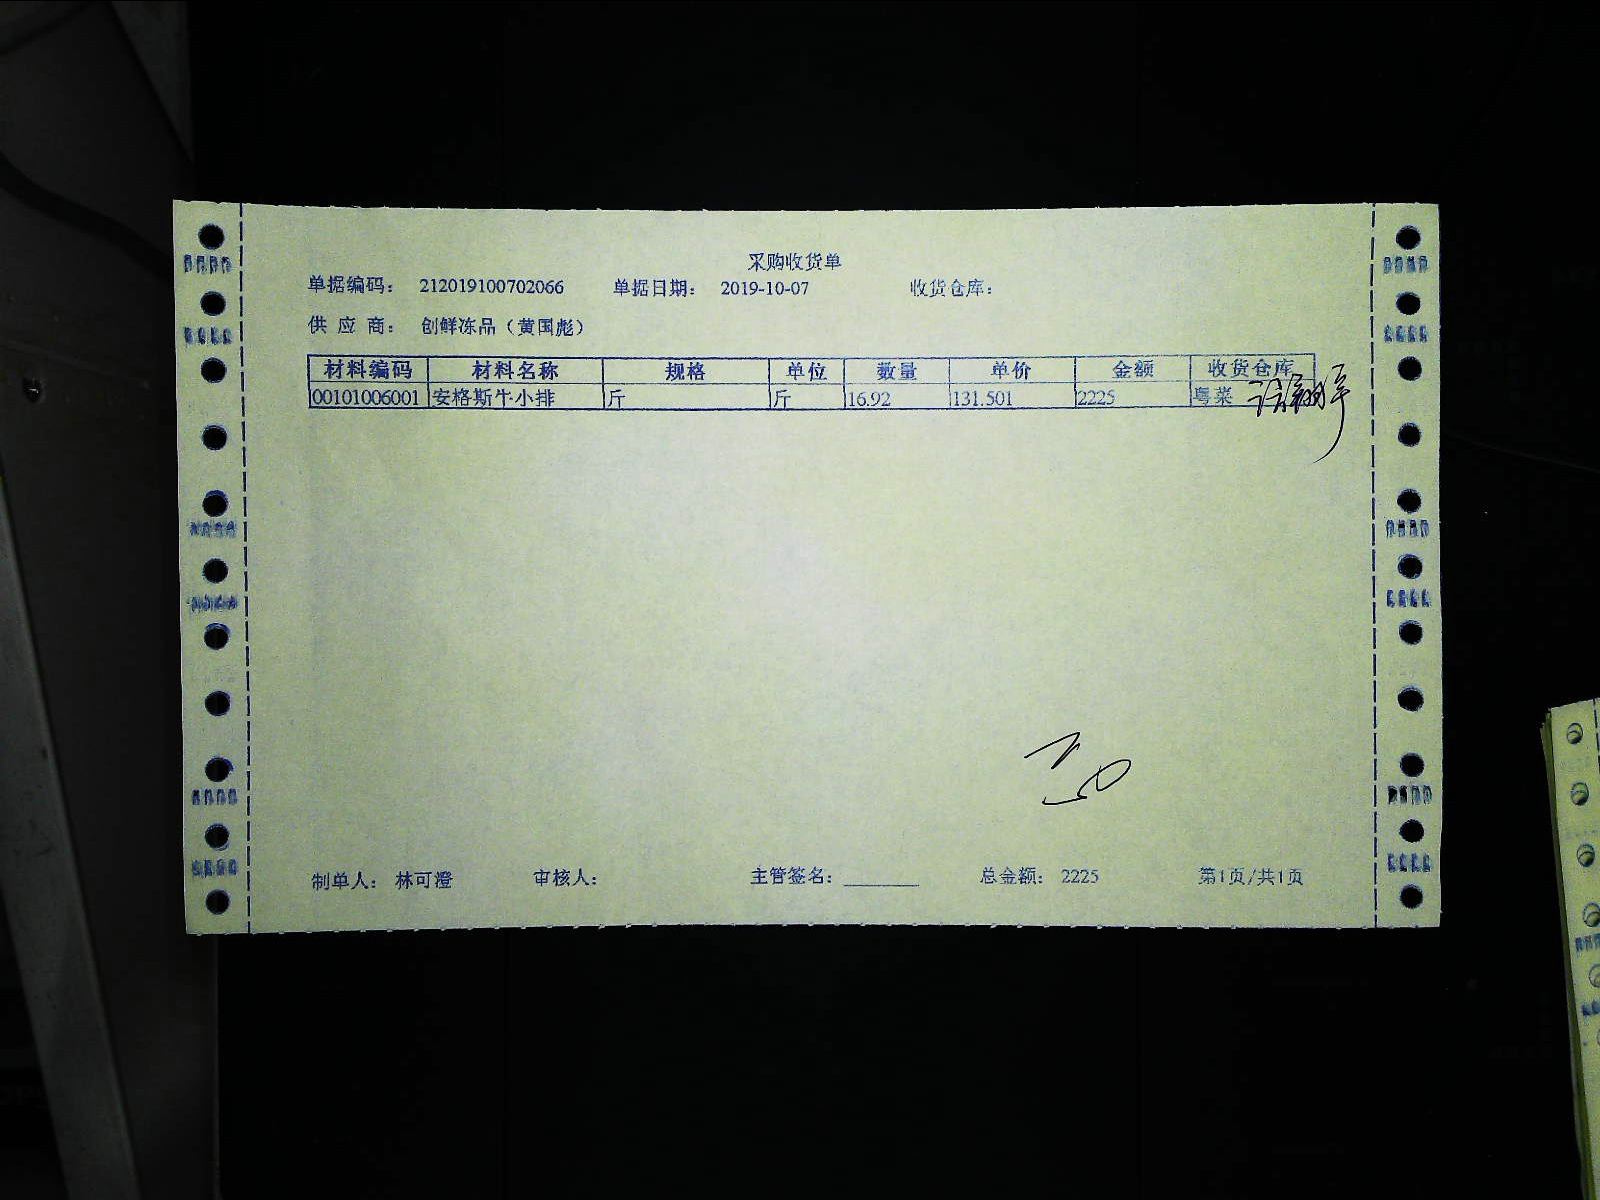 采购收货单
单据编码： 212019100702066 单据日期： 2019-10-07 收货仓库：
供 应 商： 创鲜冻品（黄国彪）
材料编码 材料名称 规格 单位 数量 单价 金额 收货仓库
00101006001 安格斯牛小排 斤 斤 16.92 131.501 2225 粤菜
制单人： 林可澄 审核人： 主管签名：________ 总金额： 2225 第1页/共1页